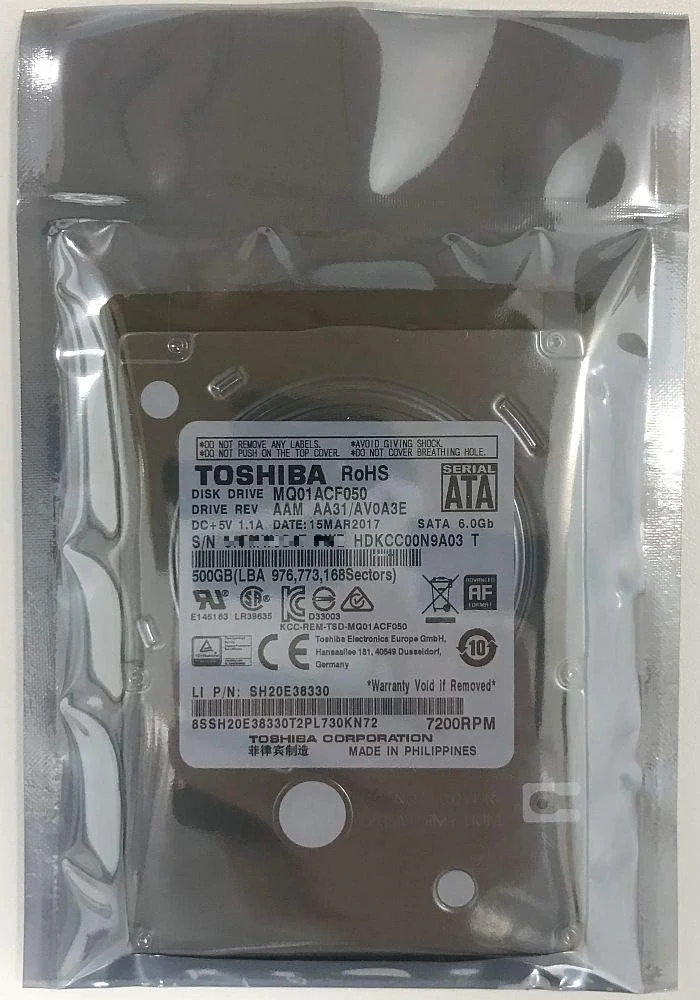 *DO NOT REMOVE ANY LABELS. *AVOID GIVING SHOCK.
*DO NOT PUSH ON THE TOP COVER. *DO NOT COVER BREATHING HOLE.
TOSHIBA RoHS
SERIAL
ATA
DISK DRIVE MQ01ACF050
DRIVE REV AAM AA31/AV0A3E
DC+5V 1.1A DATE:15MAR2017 SATA 6.0Gb
S/N HDKCC00N9A03 T
500GB(LBA 976,773,168Sectors)
ADVANCED
AF
FORMAT
E145163 LR39635 D33003
KCC-REM-TSD-MQ01ACF050
Toshiba Electronics Europe GmbH,
Hansaallee 181, 40549 Dusseldorf,
Germany
CE
10
LI P/N: SH20E38330 *Warranty Void if Removed*
8SSH20E38330T2PL730KN72 7200RPM
TOSHIBA CORPORATION
菲律宾制造 MADE IN PHILIPPINES